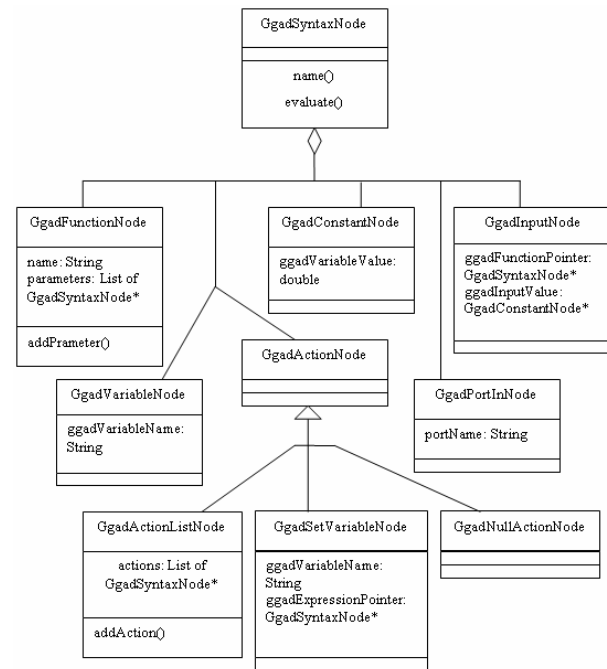 GgadSyntaxNode
name()
evaluate()
GgadFunctionNode
name: String
parameters: List of
GgadSyntaxNode*
addPrameter()
GgadConstantNode
ggadVariableValue:
double
GgadInputNode
ggadFunctionPointer:
GgadSyntaxNode*
ggadInputValue:
GgadConstantNode*
GgadActionNode
GgadVariableNode
ggadVariableName:
String
GgadPortInNode
portName: String
GgadActionListNode
actions: List of
GgadSyntaxNode*
addAction()
GgadSetVariableNode
ggadVariableName:
String
ggadExpressionPointer:
GgadSyntaxNode*
GgadNullActionNode